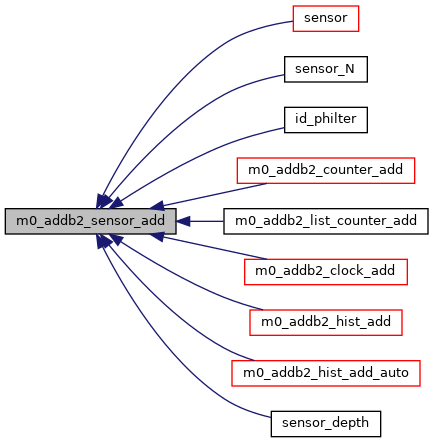 sensor
sensor_N
id_philter
m0_addb2_counter_add
m0_addb2_sensor_add
m0_addb2_list_counter_add
m0_addb2_clock_add
m0_addb2_hist_add
m0_addb2_hist_add_auto
sensor_depth